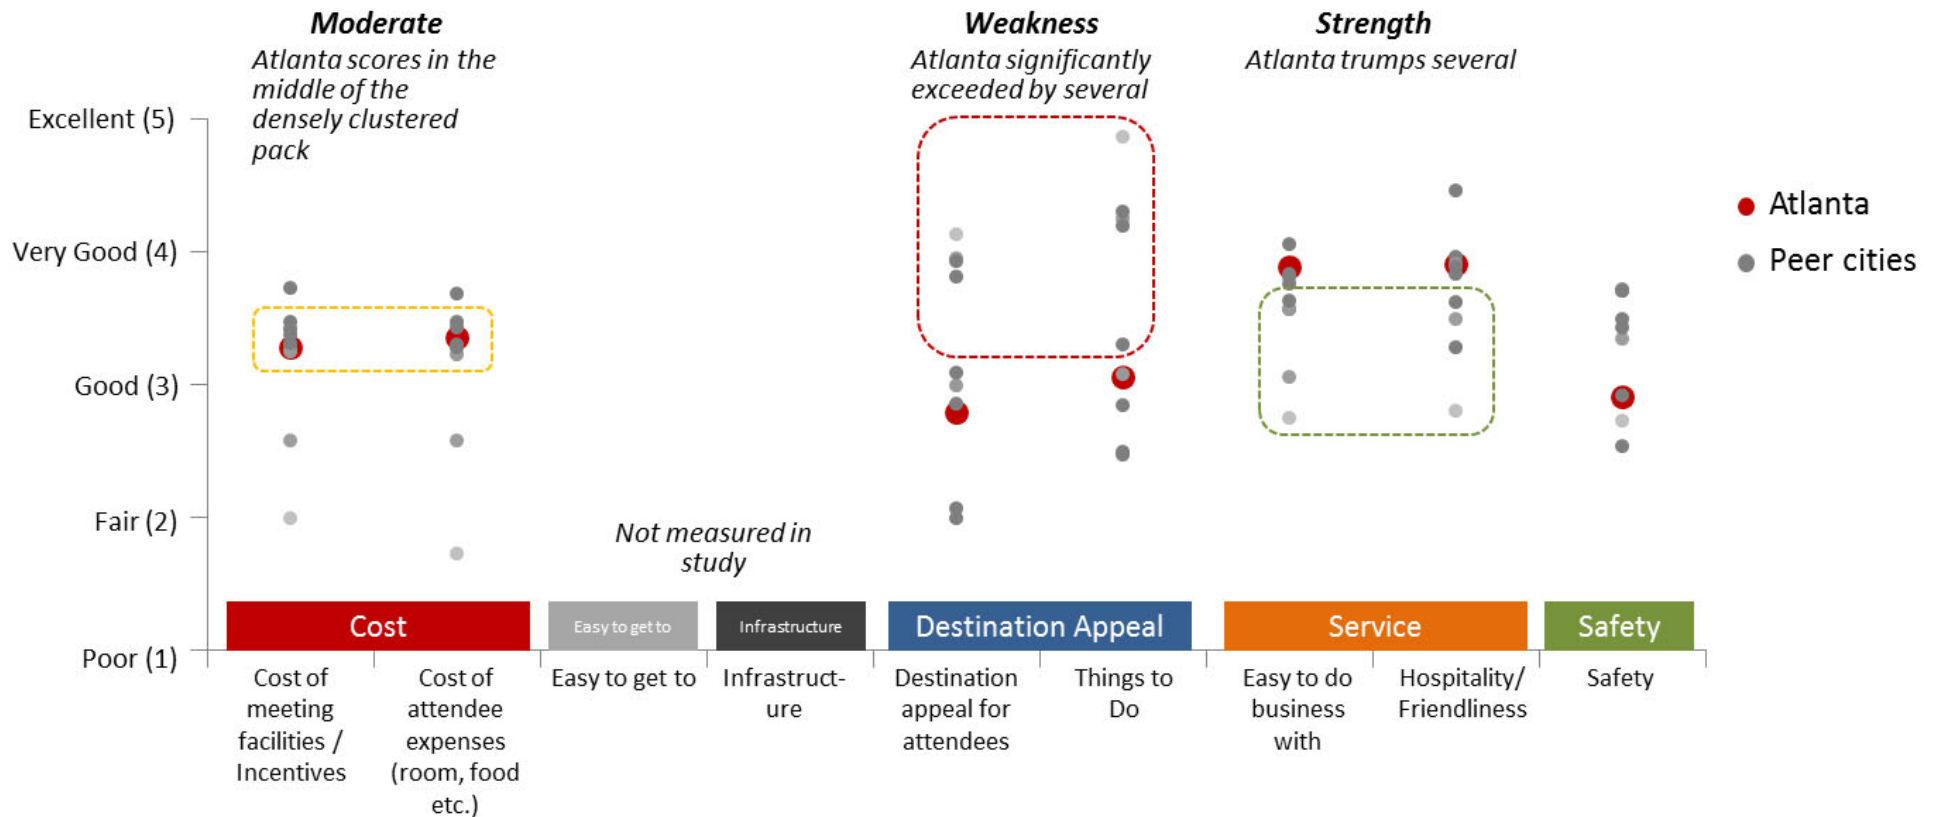 Moderate
Atlanta scores in the
middle of the
densely clustered
pack
Weakness
Atlanta significantly
exceeded by several
Strength
Atlanta trumps several
Excellent (5)
Very Good (4)
Good (3)
Fair (2)
Poor (1)
Atlanta
Peer cities
Not measured in
study
Cost
Easy to get to
Infrastructure
Destination Appeal
Service
Safety
Cost of
meeting
facilities /
Incentives
Cost of
attendee
expenses
(room, food
etc.)
Easy to get to
Infrastruct-
ure
Destination
appeal for
attendees
Things to
Do
Easy to do
business
with
Hospitality/
Friendliness
Safety